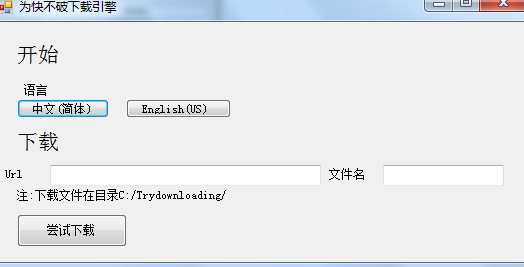 为快不破下载引擎
开始
语言
中文(简体) English(US)
下载
Url 文件名
注:下载文件在目录C:/Trydownloading/
尝试下载